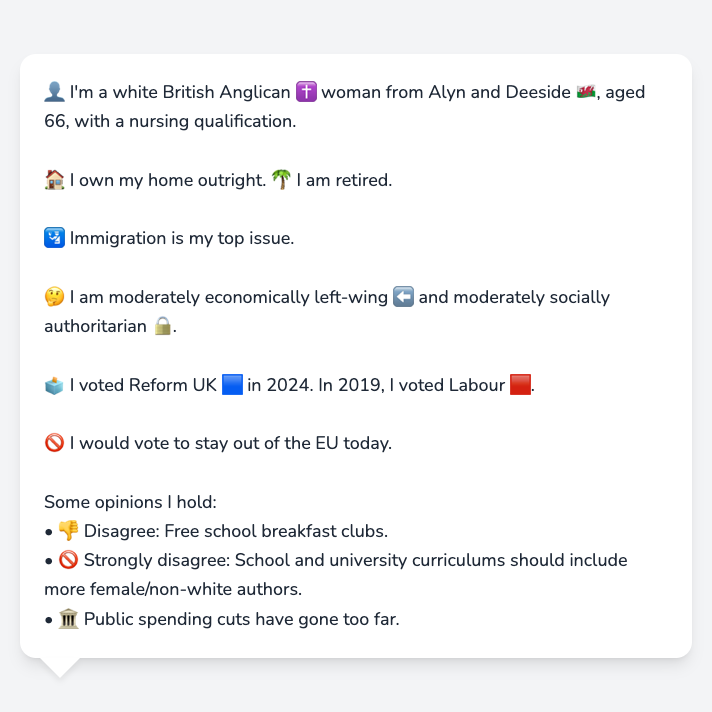 👤 I'm a white British Anglican ✝️ woman from Alyn and Deeside 🏴󠁧󠁢󠁷󠁬󠁳󠁿, aged
66, with a nursing qualification.
🏠 I own my home outright. 🌴 I am retired.
🛂 Immigration is my top issue.
🤔 I am moderately economically left-wing ⬅️ and moderately socially
authoritarian 🔒.
🗳️ I voted Reform UK 🟦 in 2024. In 2019, I voted Labour 🟥.
🚫 I would vote to stay out of the EU today.
Some opinions I hold:
• 👎 Disagree: Free school breakfast clubs.
• 🚫 Strongly disagree: School and university curriculums should include
more female/non-white authors.
• 🏛️ Public spending cuts have gone too far.